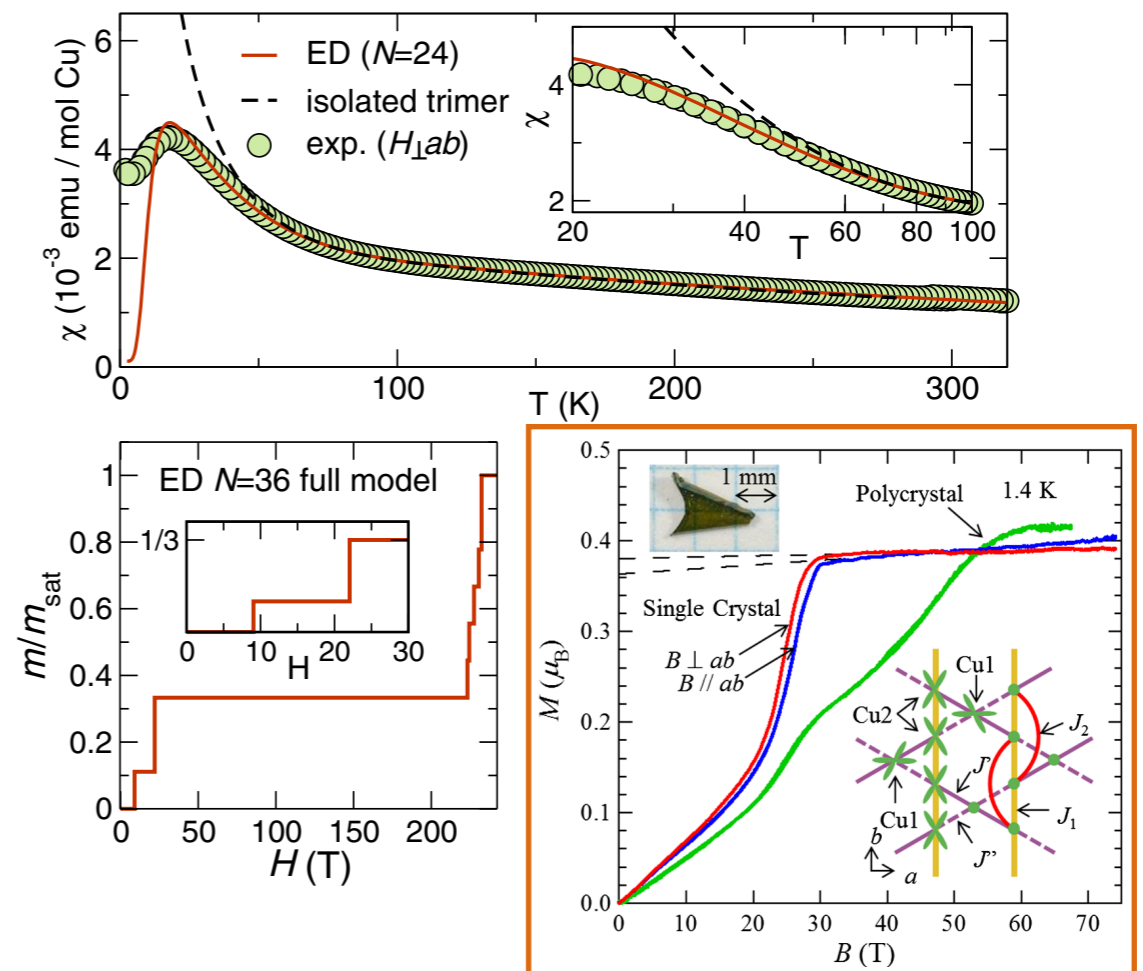 6
4
2
0
χ (10⁻³ emu / mol Cu)
ED (N=24)
isolated trimer
exp. (H⊥ab)
χ
4
2
20
40
60
80
100
T
0
100
200
300
T (K)
1
0.8
0.6
0.4
0.2
0
m/m_sat
ED N=36 full model
1/3
0
10
20
30
H
0
50
100
150
200
H (T)
0.5
0.4
0.3
0.2
0.1
0.0
M (μ_B)
1 mm
Polycrystal
1.4 K
Single Crystal
B ⊥ ab
B // ab
Cu1
Cu2
J₂
J'
Cu1
J₁
b
a
J''
0
10
20
30
40
50
60
70
B (T)